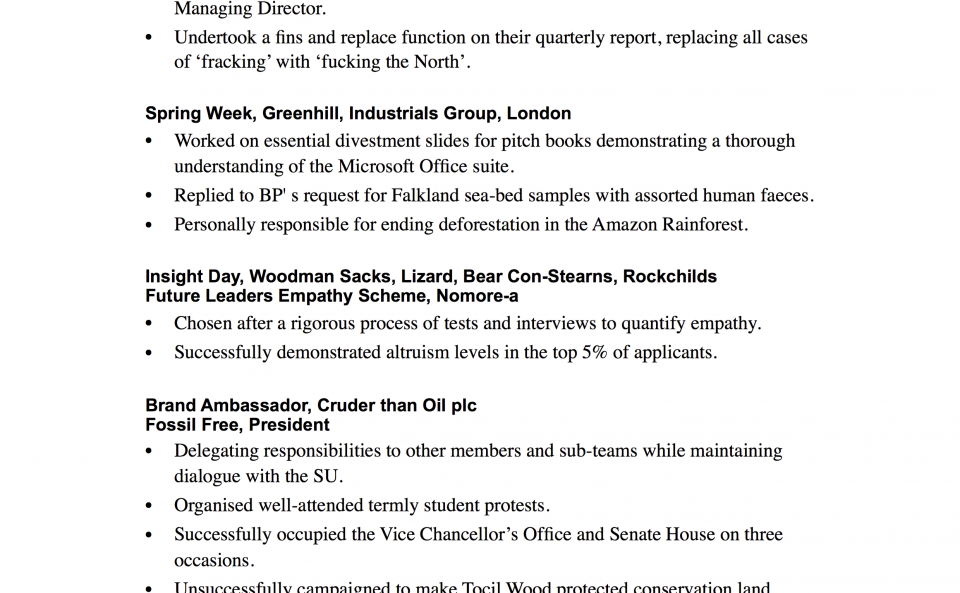 Managing Director.
• Undertook a fins and replace function on their quarterly report, replacing all cases
of ‘fracking’ with ‘fucking the North’.
Spring Week, Greenhill, Industrials Group, London
• Worked on essential divestment slides for pitch books demonstrating a thorough
understanding of the Microsoft Office suite.
• Replied to BP' s request for Falkland sea-bed samples with assorted human faeces.
• Personally responsible for ending deforestation in the Amazon Rainforest.
Insight Day, Woodman Sacks, Lizard, Bear Con-Stearns, Rockchilds
Future Leaders Empathy Scheme, Nomore-a
• Chosen after a rigorous process of tests and interviews to quantify empathy.
• Successfully demonstrated altruism levels in the top 5% of applicants.
Brand Ambassador, Cruder than Oil plc
Fossil Free, President
• Delegating responsibilities to other members and sub-teams while maintaining
dialogue with the SU.
• Organised well-attended termly student protests.
• Successfully occupied the Vice Chancellor’s Office and Senate House on three
occasions.
• Unsuccessfully campaigned to make Tocil Wood protected conservation land